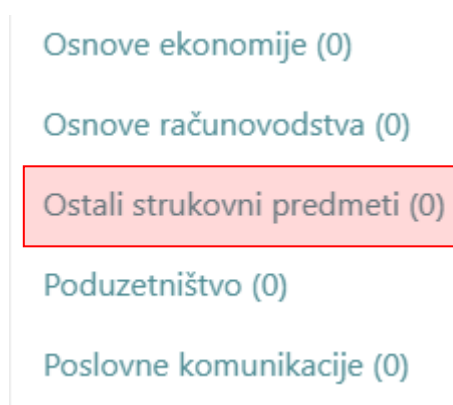 Osnove ekonomije (0)
Osnove računovodstva (0)
Ostali strukovni predmeti (0)
Poduzetništvo (0)
Poslovne komunikacije (0)